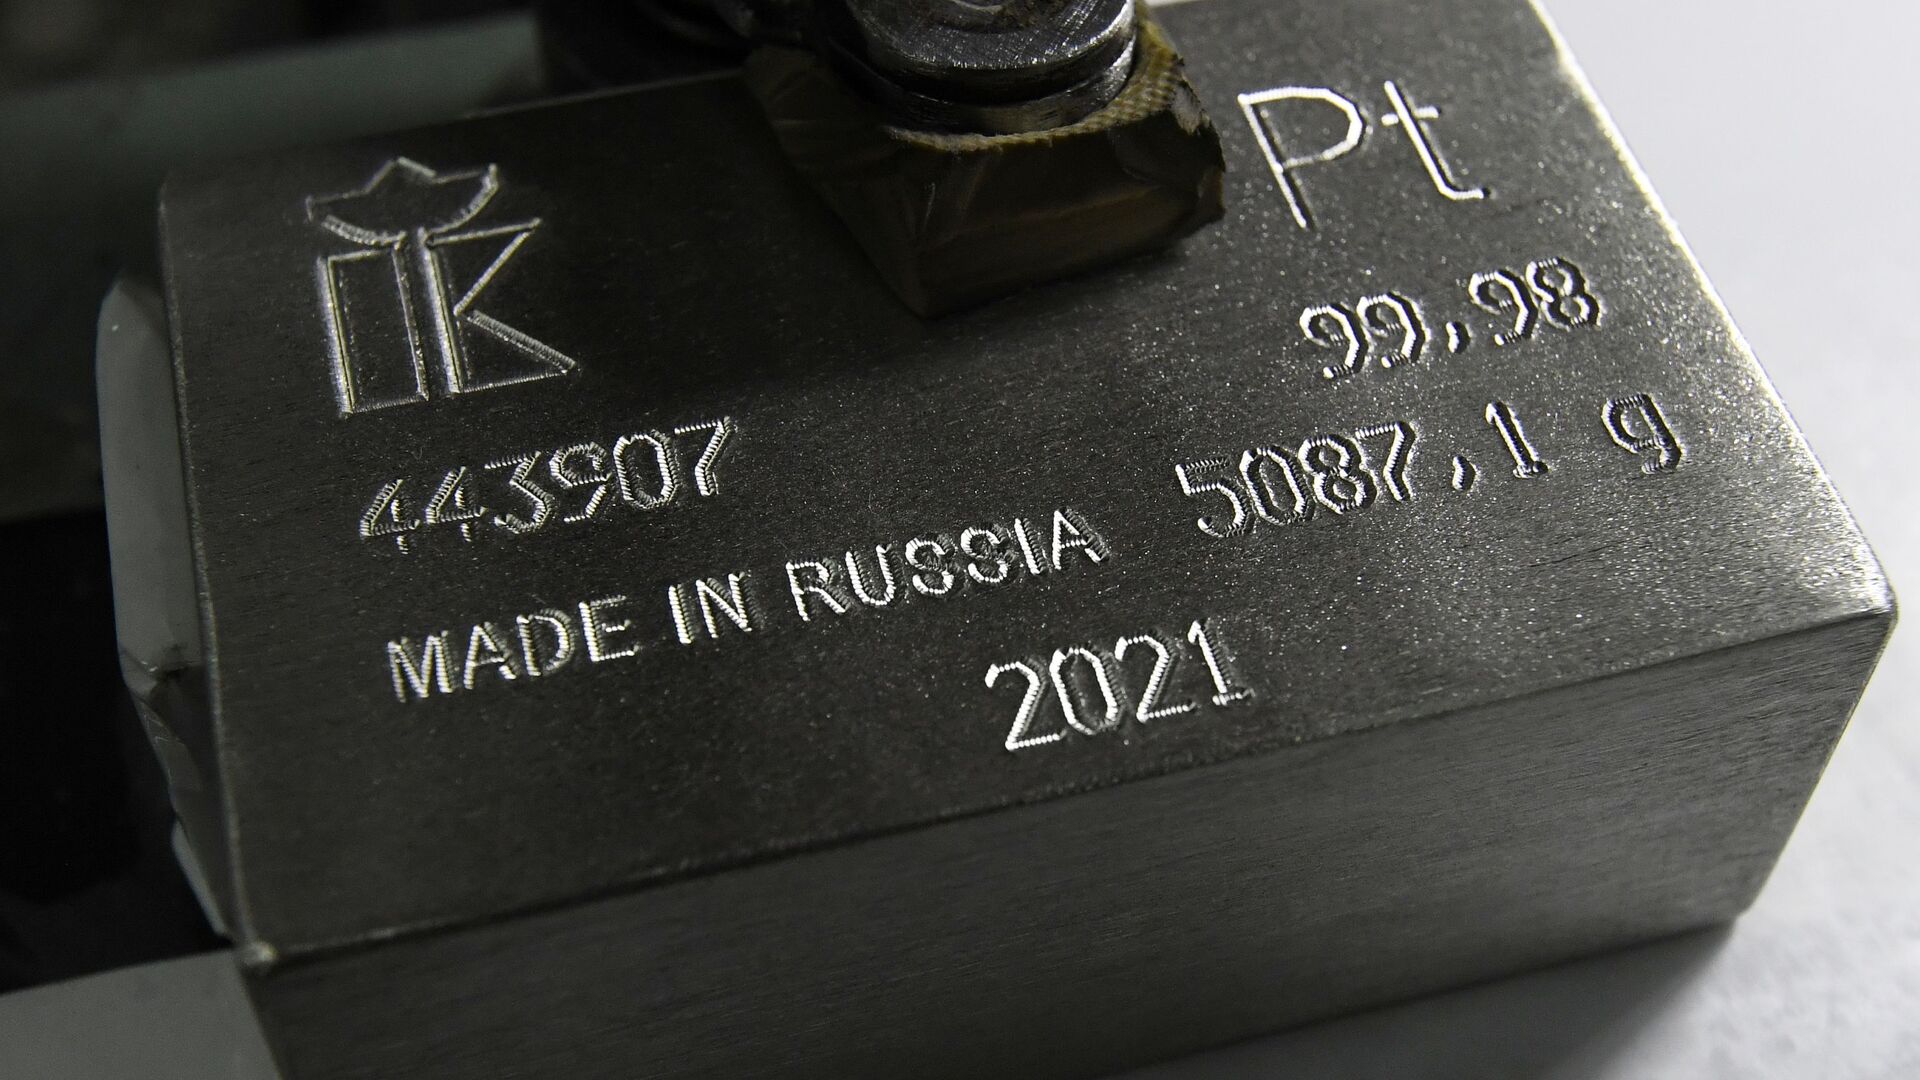 Pt
99,98
443907
5087,1 g
MADE IN RUSSIA
2021